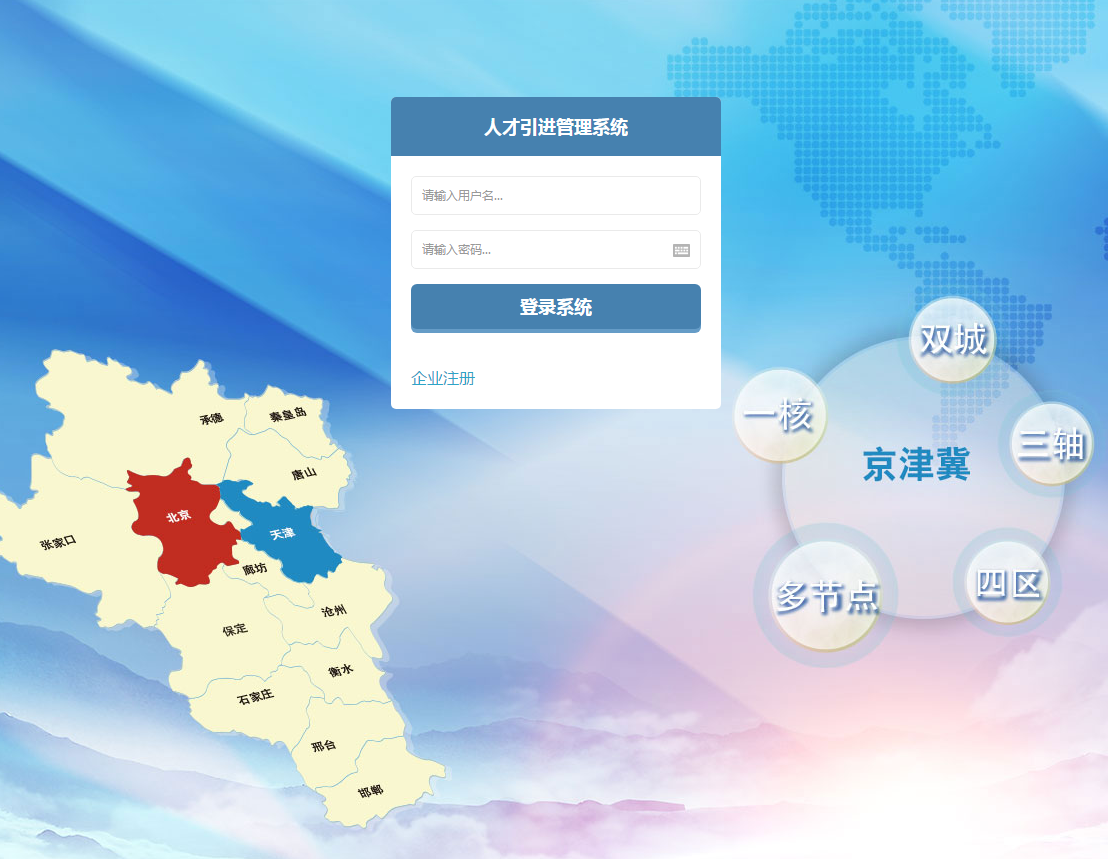 人才引进管理系统
请输入用户名...
请输入密码...
登录系统
企业注册
承德
秦皇岛
唐山
北京
天津
张家口
廊坊
沧州
保定
衡水
石家庄
邢台
邯郸
双城
一核
三轴
京津冀
多节点
四区